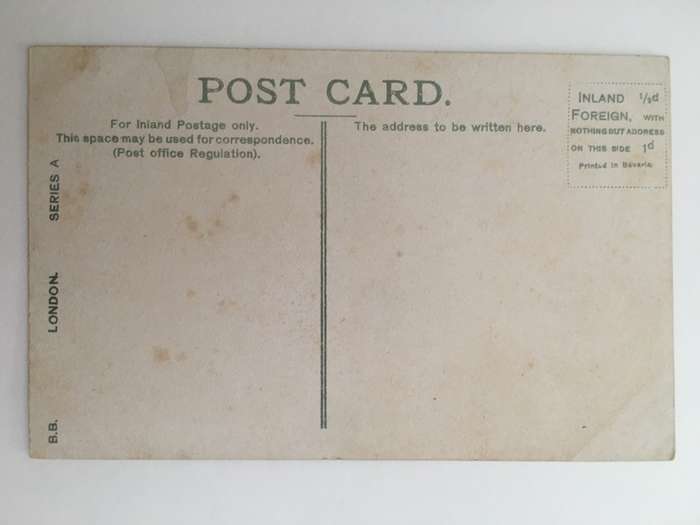 POST CARD.
For Inland Postage only.
This space may be used for correspondence.
(Post office Regulation).
The address to be written here.
INLAND ½d
FOREIGN, WITH
NOTHING BUT ADDRESS
ON THIS SIDE 1d
Printed in Bavaria
B.B. LONDON. SERIES A